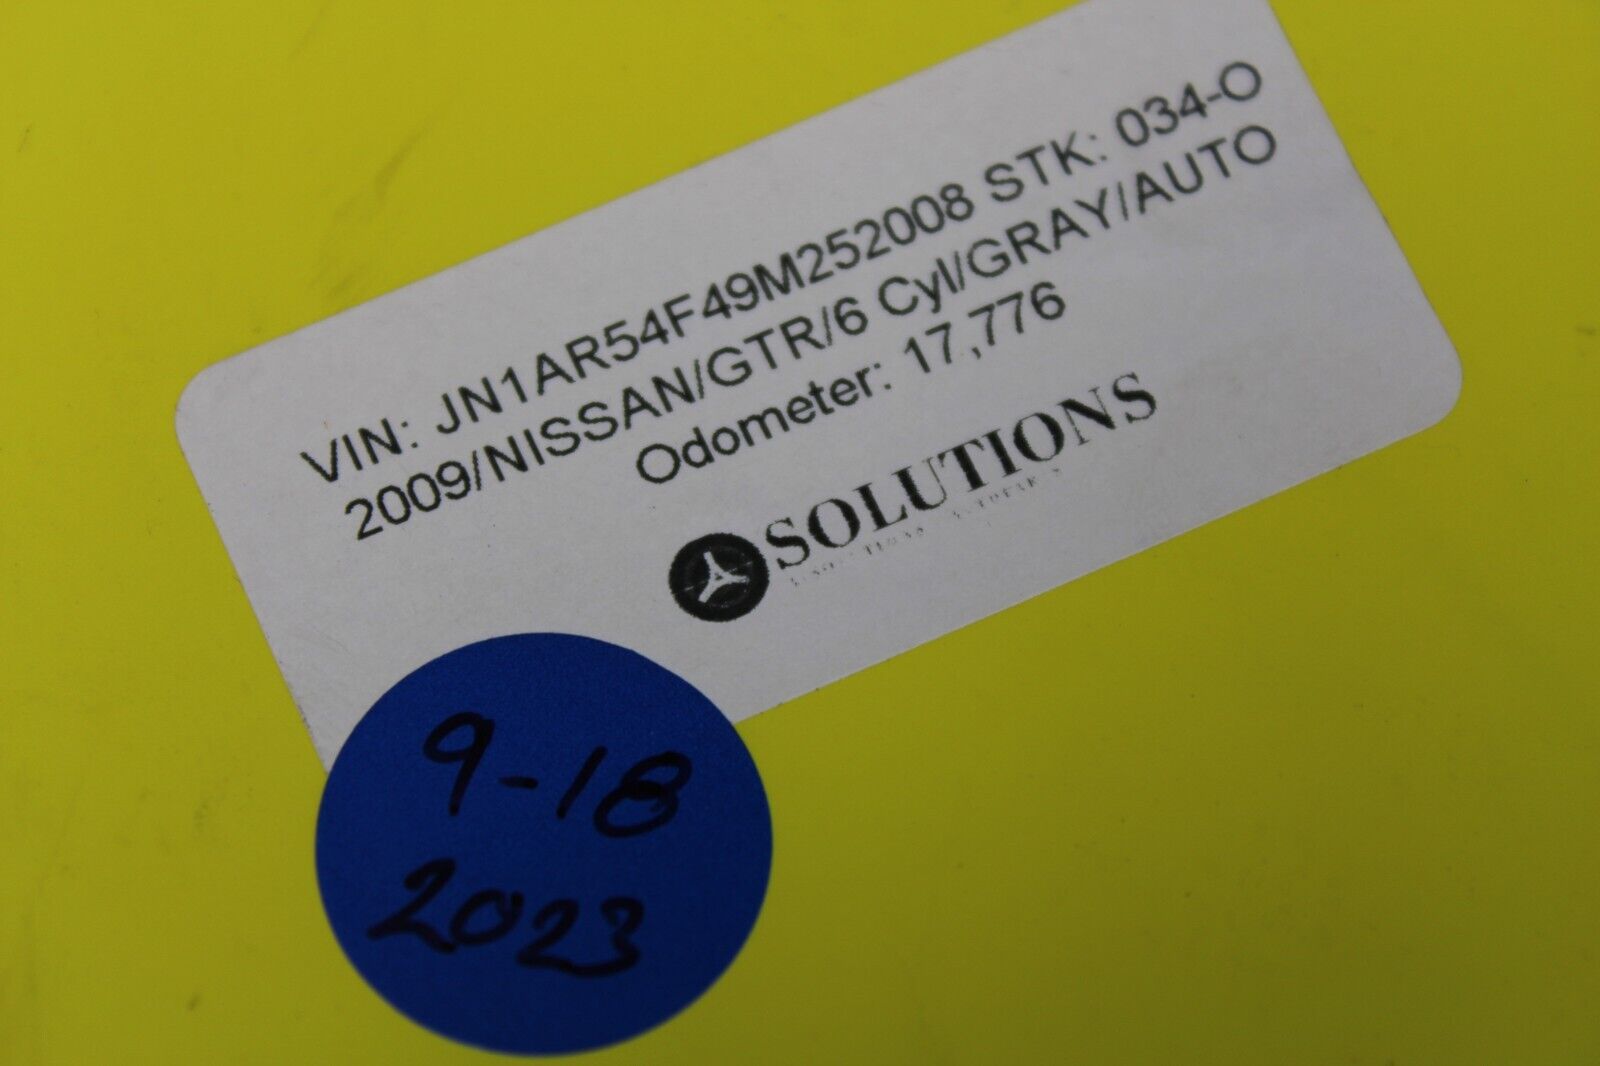 VIN: JN1AR54F49M252008 STK: 034-O
2009/NISSAN/GTR/6 Cyl/GRAY/AUTO
Odometer: 17,776
SOLUTIONS
9-18
2023